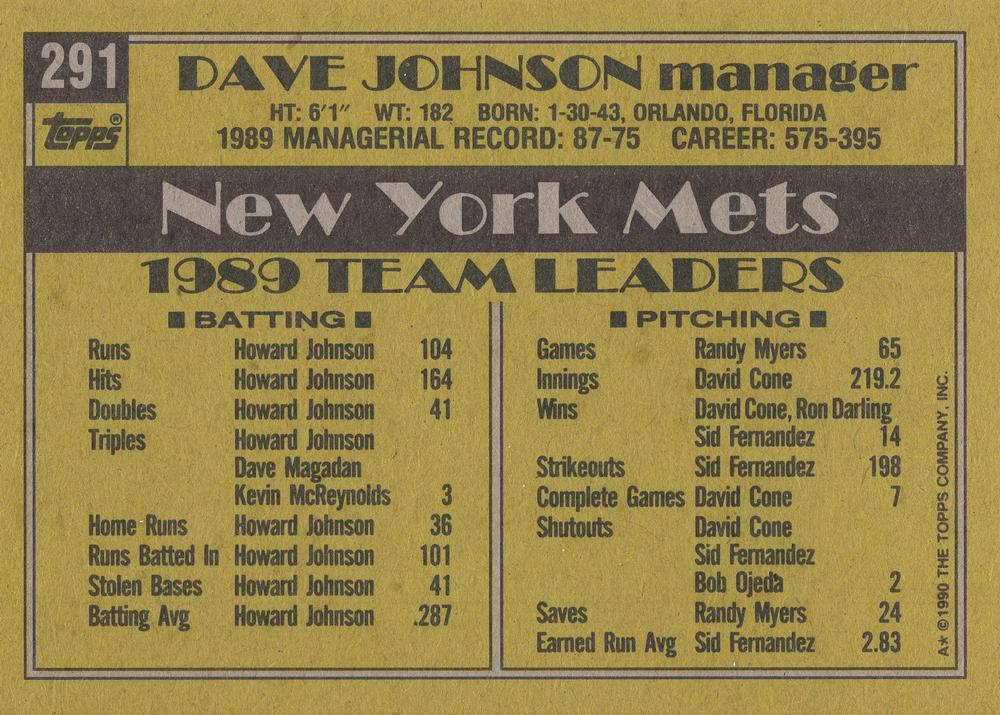 291
topps®
DAVE JOHNSON manager
HT: 6'1" WT: 182 BORN: 1-30-43, ORLANDO, FLORIDA
1989 MANAGERIAL RECORD: 87-75 CAREER: 575-395
New York Mets
1989 TEAM LEADERS
■ BATTING ■
Runs Howard Johnson 104
Hits Howard Johnson 164
Doubles Howard Johnson 41
Triples Howard Johnson
Dave Magadan
Kevin McReynolds 3
Home Runs Howard Johnson 36
Runs Batted In Howard Johnson 101
Stolen Bases Howard Johnson 41
Batting Avg Howard Johnson .287
■ PITCHING ■
Games Randy Myers 65
Innings David Cone 219.2
Wins David Cone, Ron Darling
Sid Fernandez 14
Strikeouts Sid Fernandez 198
Complete Games David Cone 7
Shutouts David Cone
Sid Fernandez
Bob Ojeda 2
Saves Randy Myers 24
Earned Run Avg Sid Fernandez 2.83
A* ©1990 THE TOPPS COMPANY, INC.